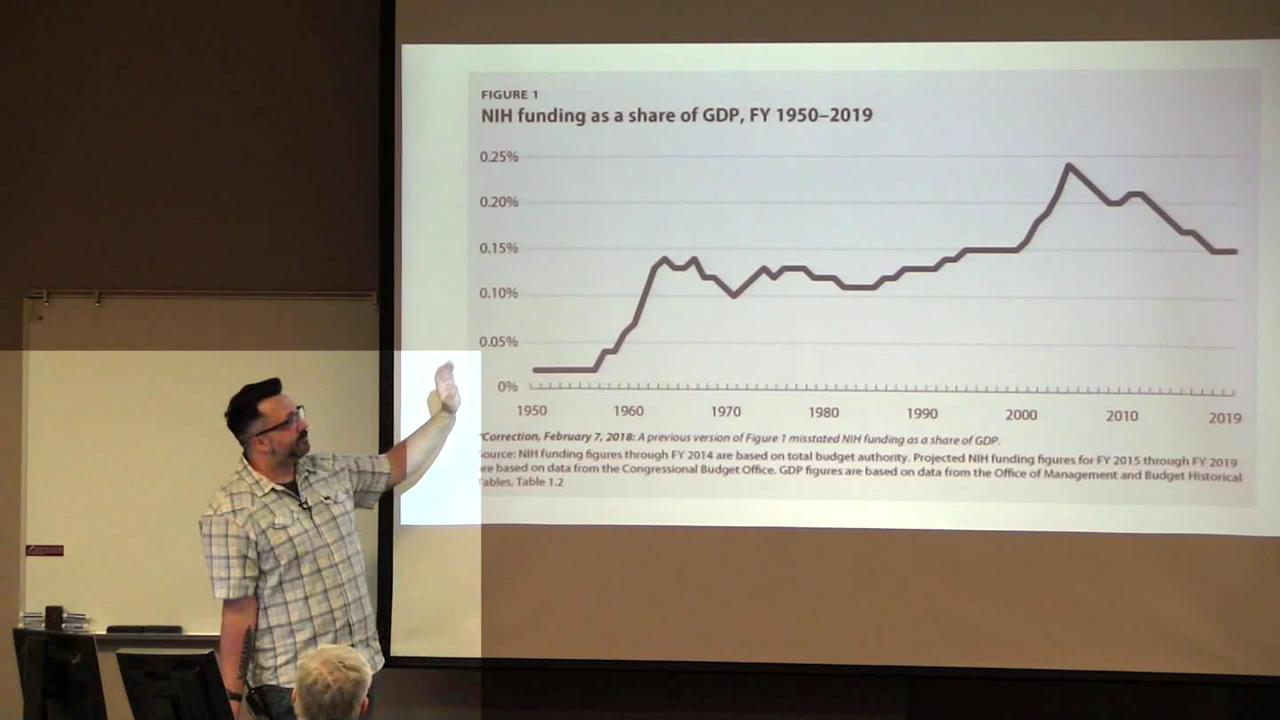 FIGURE 1
NIH funding as a share of GDP, FY 1950–2019
0.25%
0.20%
0.15%
0.10%
0.05%
0%
1950 1960 1970 1980 1990 2000 2010 2019
*Correction, February 7, 2018: A previous version of Figure 1 misstated NIH funding as a share of GDP.
Source: NIH funding figures through FY 2014 are based on total budget authority. Projected NIH funding figures for FY 2015 through FY 2019
are based on data from the Congressional Budget Office. GDP figures are based on data from the Office of Management and Budget Historical
Tables, Table 1.2